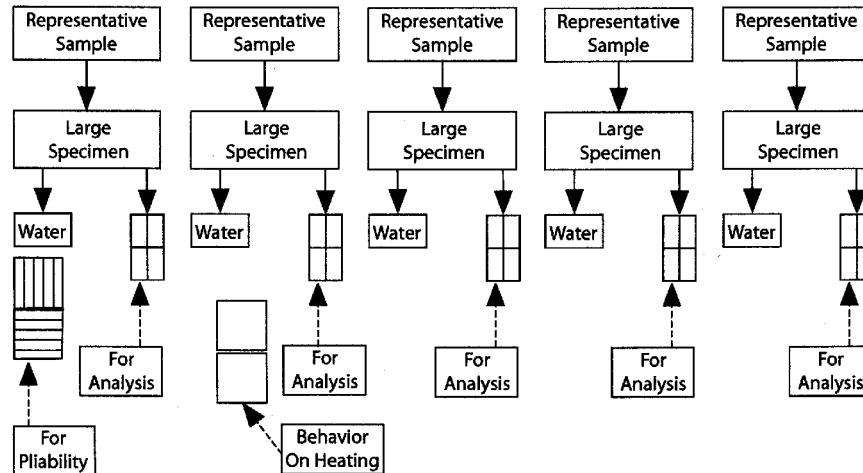 Representative
Sample
Representative
Sample
Representative
Sample
Representative
Sample
Representative
Sample
Large
Specimen
Large
Specimen
Large
Specimen
Large
Specimen
Large
Specimen
Water
Water
Water
Water
Water
For
Analysis
For
Analysis
For
Analysis
For
Analysis
For
Analysis
For
Pliability
Behavior
On Heating